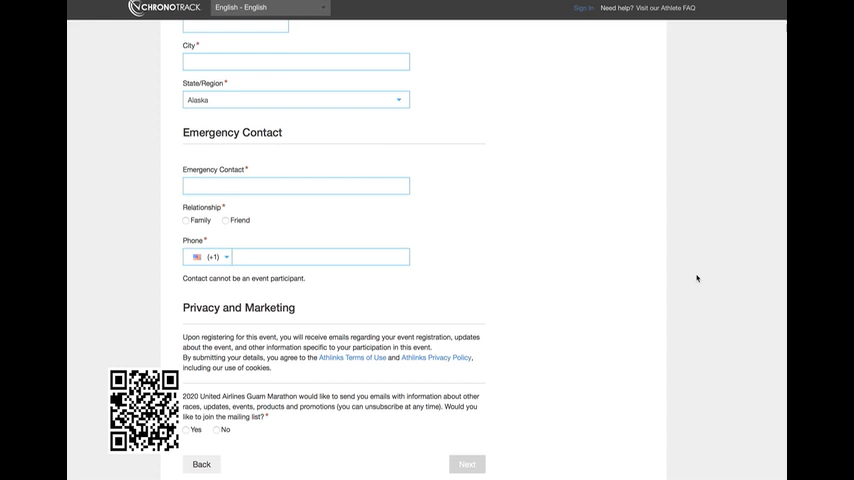 CHRONOTRACK
English - English
Sign In Need help? Visit our Athlete FAQ
City*
State/Region*
Alaska
Emergency Contact
Emergency Contact*
Relationship*
Family Friend
Phone*
(+1)
Contact cannot be an event participant.
Privacy and Marketing
Upon registering for this event, you will receive emails regarding your event registration, updates
about the event, and other information specific to your participation in this event.
By submitting your details, you agree to the Athlinks Terms of Use and Athlinks Privacy Policy,
including our use of cookies.
2020 United Airlines Guam Marathon would like to send you emails with information about other
races, updates, events, products and promotions (you can unsubscribe at any time). Would you
like to join the mailing list?*
Yes No
Back Next